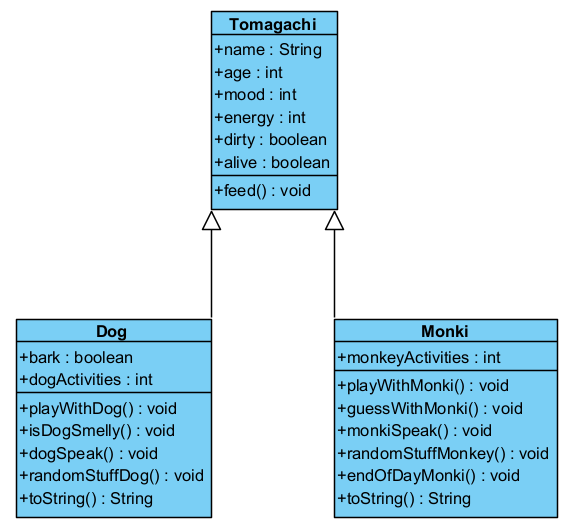 Tomagachi
+name : String
+age : int
+mood : int
+energy : int
+dirty : boolean
+alive : boolean
+feed() : void
Dog
+bark : boolean
+dogActivities : int
+playWithDog() : void
+isDogSmelly() : void
+dogSpeak() : void
+randomStuffDog() : void
+toString() : String
Monki
+monkeyActivities : int
+playWithMonki() : void
+guessWithMonki() : void
+monkiSpeak() : void
+randomStuffMonkey() : void
+endOfDayMonki() : void
+toString() : String